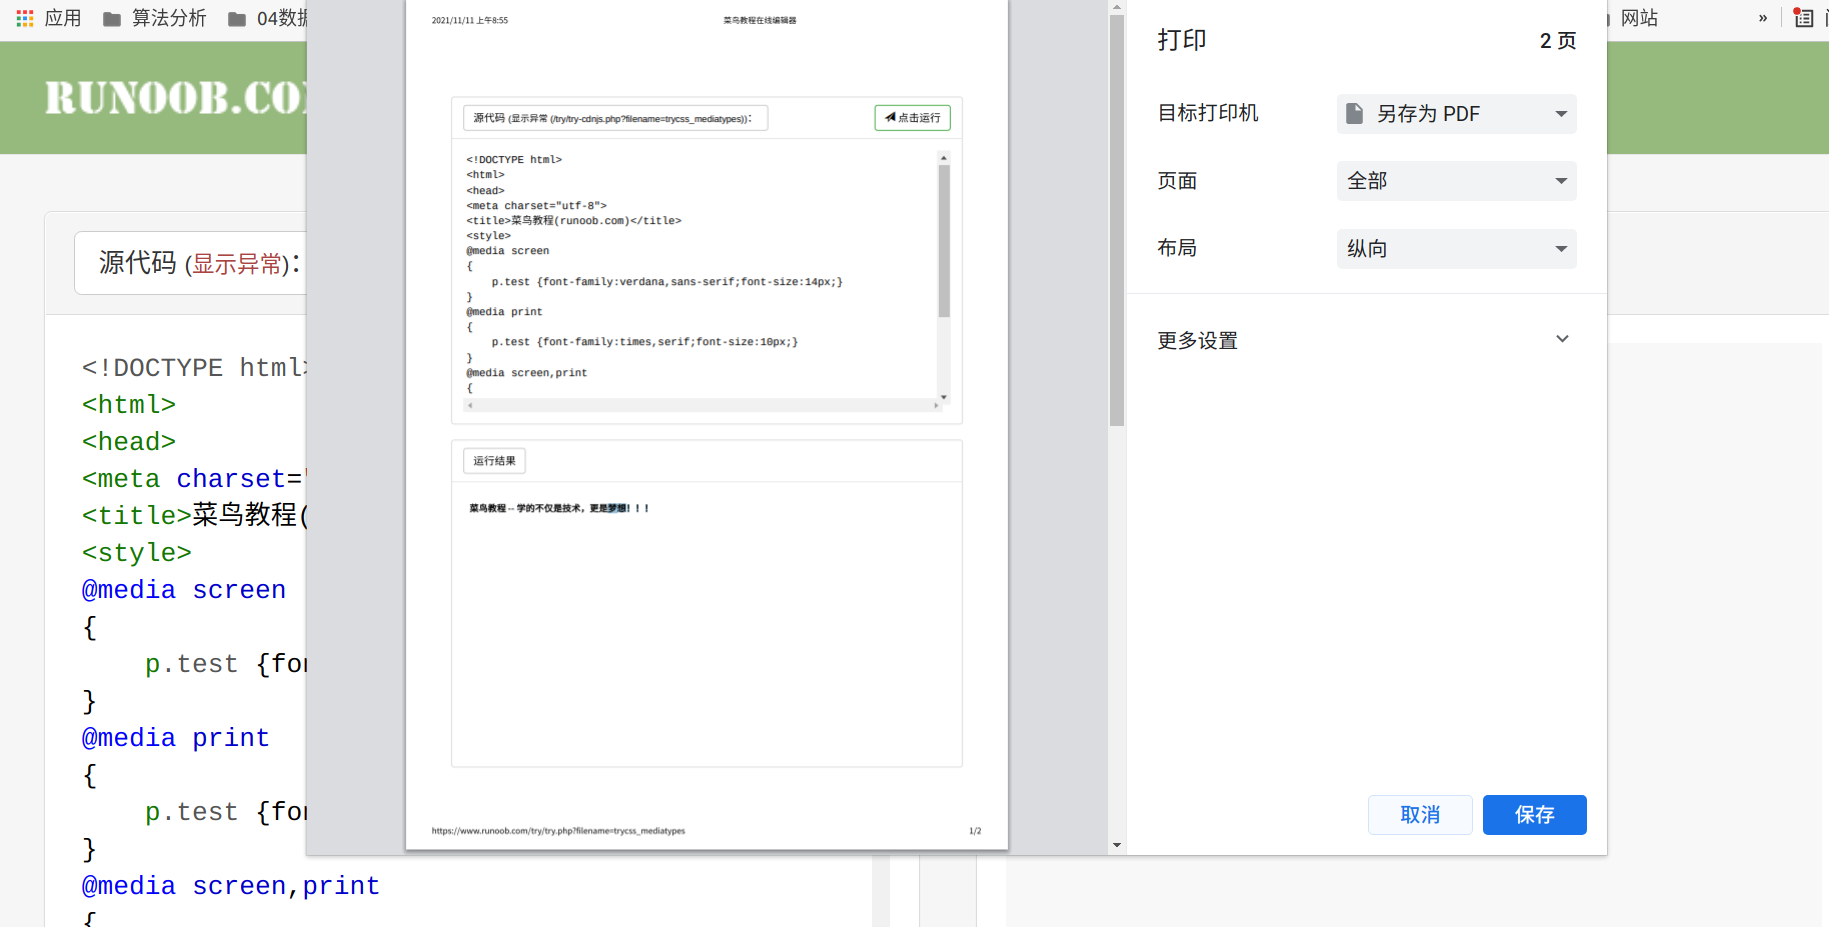 应用 算法分析 04数据
网站 »
RUNOOB.CO
源代码 (显示异常)：
<!DOCTYPE html>
<html>
<head>
<meta charset="
<title>菜鸟教程(
<style>
@media screen
{
p.test {for
}
@media print
{
p.test {for
}
@media screen,print
{
2021/11/11 上午8:55 菜鸟教程在线编辑器
源代码 (显示异常 (/try/try-cdnjs.php?filename=trycss_mediatypes))： 点击运行
<!DOCTYPE html>
<html>
<head>
<meta charset="utf-8">
<title>菜鸟教程(runoob.com)</title>
<style>
@media screen
{
p.test {font-family:verdana,sans-serif;font-size:14px;}
}
@media print
{
p.test {font-family:times,serif;font-size:10px;}
}
@media screen,print
{
运行结果
菜鸟教程 -- 学的不仅是技术，更是梦想！！！
https://www.runoob.com/try/try.php?filename=trycss_mediatypes 1/2
打印 2 页
目标打印机 另存为 PDF
页面 全部
布局 纵向
更多设置
取消 保存